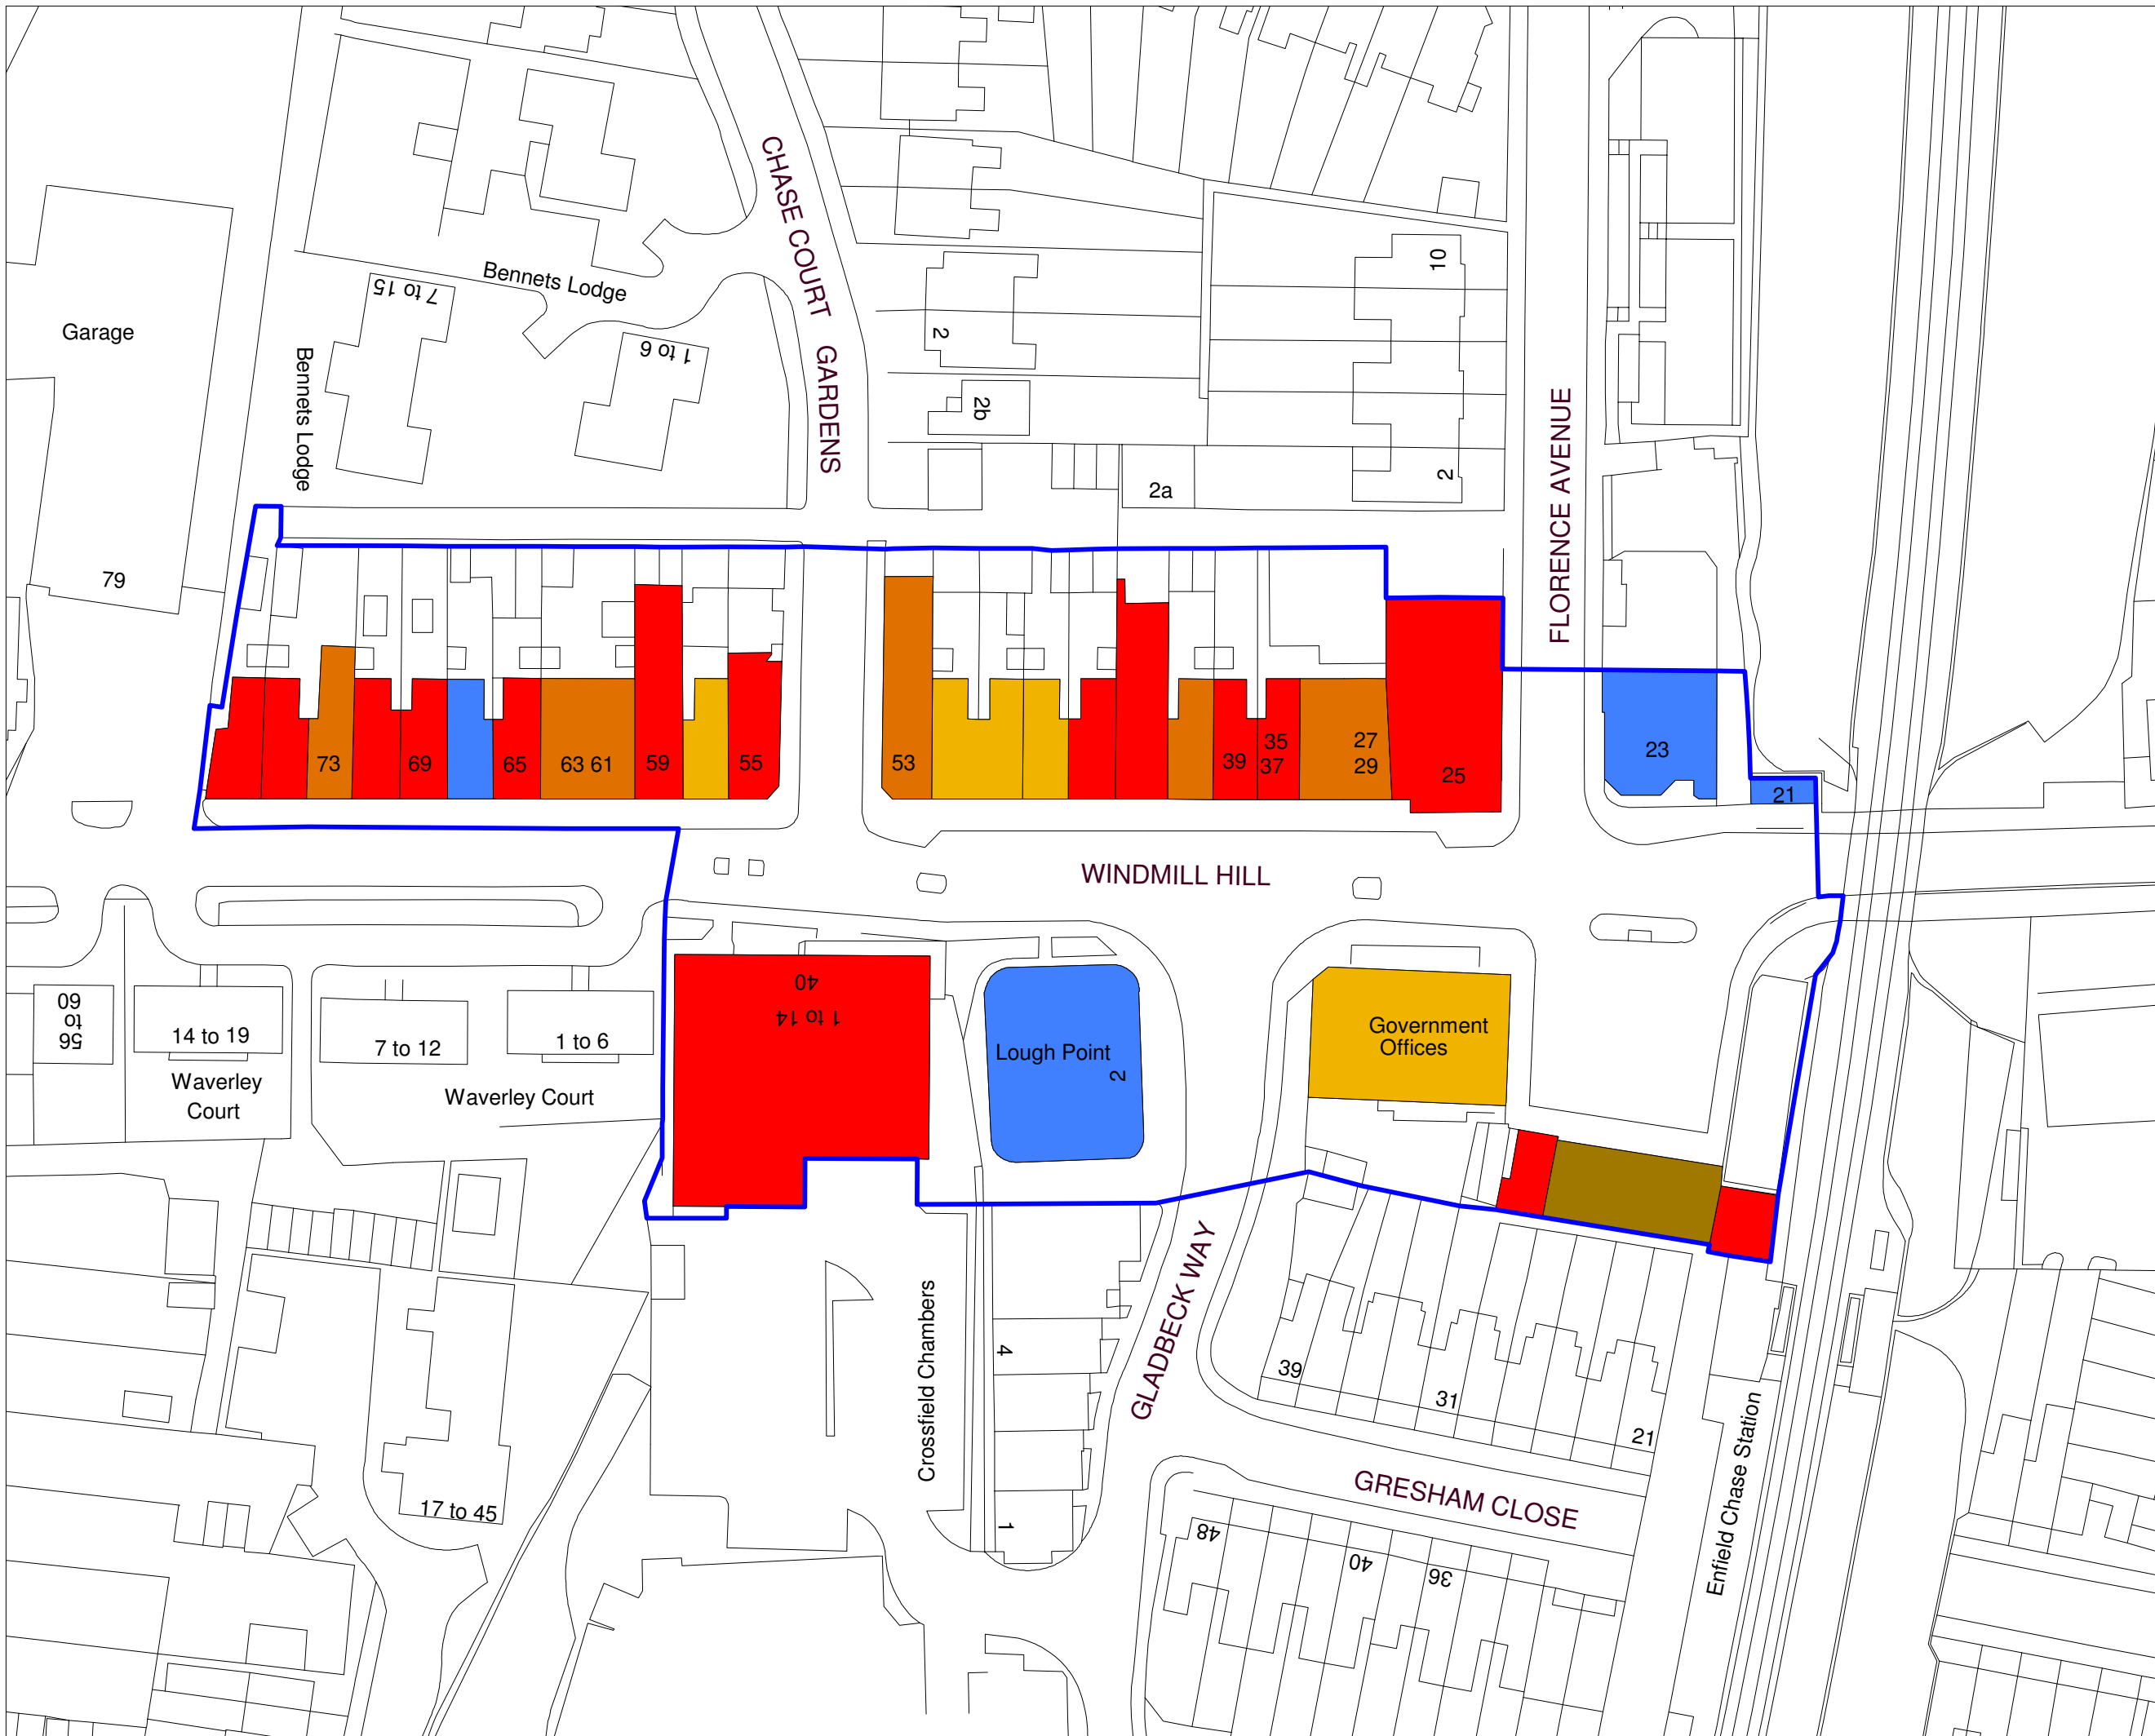 CHASE COURT GARDENS
Bennets Lodge
7 to 15
Garage
1 to 6
Bennets Lodge
10
2
2b
2a
2
FLORENCE AVENUE
79
73
69
65
63 61
59
55
53
39
35
37
27
29
25
23
21
WINDMILL HILL
40
1 to 14
Lough Point
2
Government
Offices
56
to
60
14 to 19
Waverley
Court
7 to 12
1 to 6
Waverley Court
Crossfield Chambers
4
1
GLADBECK WAY
39
31
21
GRESHAM CLOSE
Enfield Chase Station
48
40
36
17 to 45